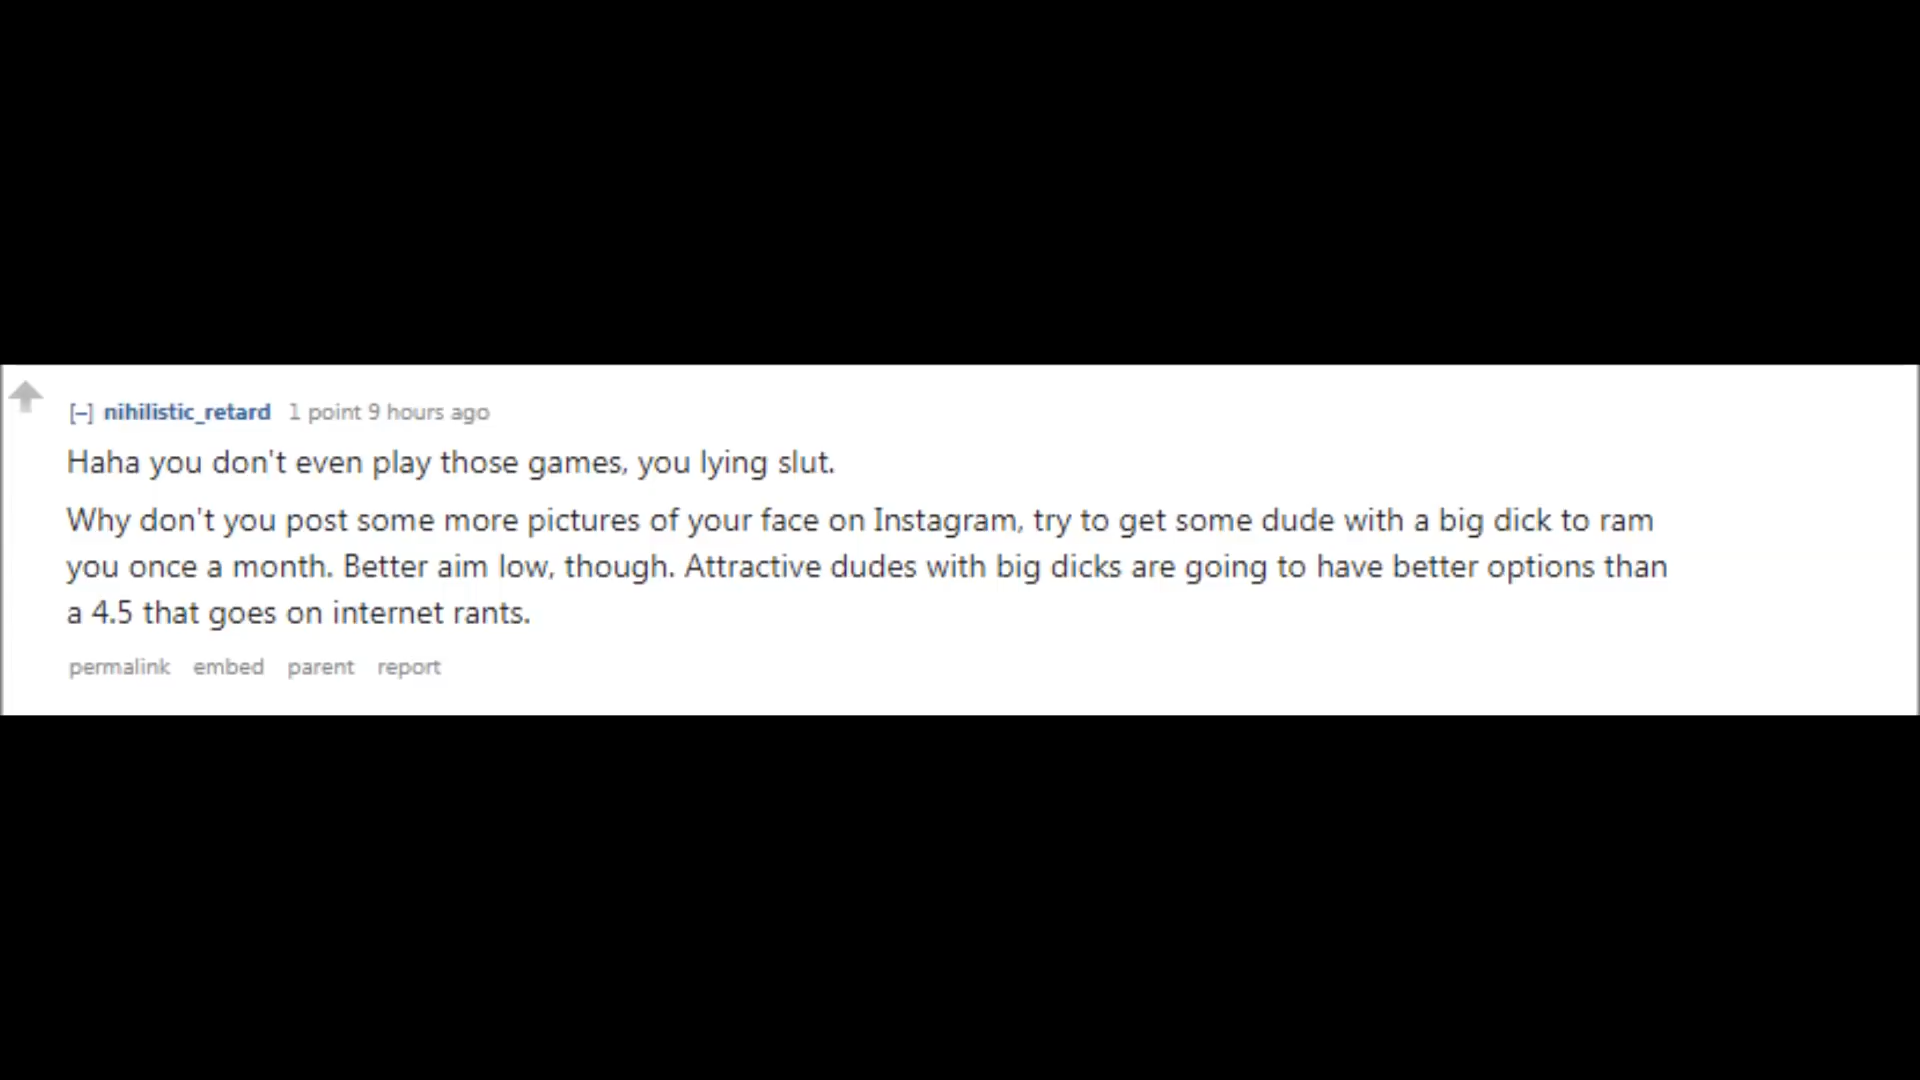 [–] nihilistic_retard 1 point 9 hours ago
Haha you don't even play those games, you lying slut.
Why don't you post some more pictures of your face on Instagram, try to get some dude with a big dick to ram
you once a month. Better aim low, though. Attractive dudes with big dicks are going to have better options than
a 4.5 that goes on internet rants.
permalink embed parent report